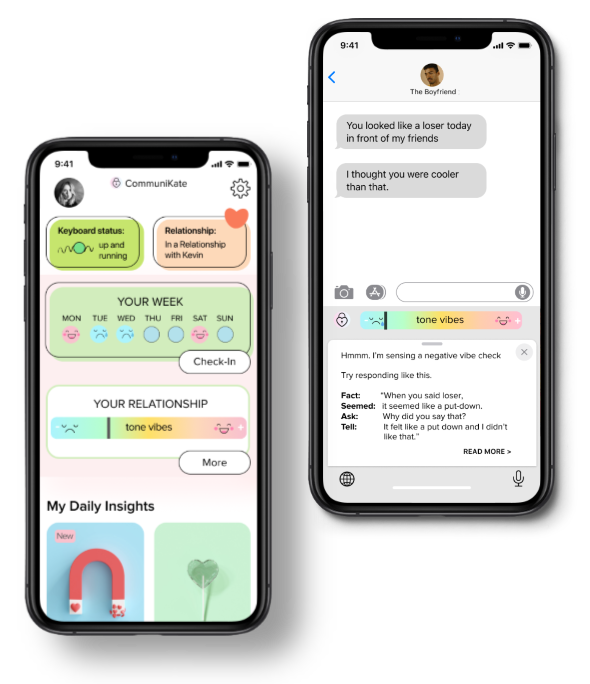 9:41
CommuniKate
Keyboard status:
up and
running
Relationship:
In a Relationship
with Kevin
YOUR WEEK
MON TUE WED THU FRI SAT SUN
Check-In
YOUR RELATIONSHIP
tone vibes
More
My Daily Insights
New
9:41
The Boyfriend
You looked like a loser today
in front of my friends
I thought you were cooler
than that.
tone vibes
Hmmm. I'm sensing a negative vibe check
Try responding like this.
Fact: "When you said loser,
Seemed: it seemed like a put-down.
Ask: Why did you say that?
Tell: It felt like a put down and I didn't
like that."
READ MORE >